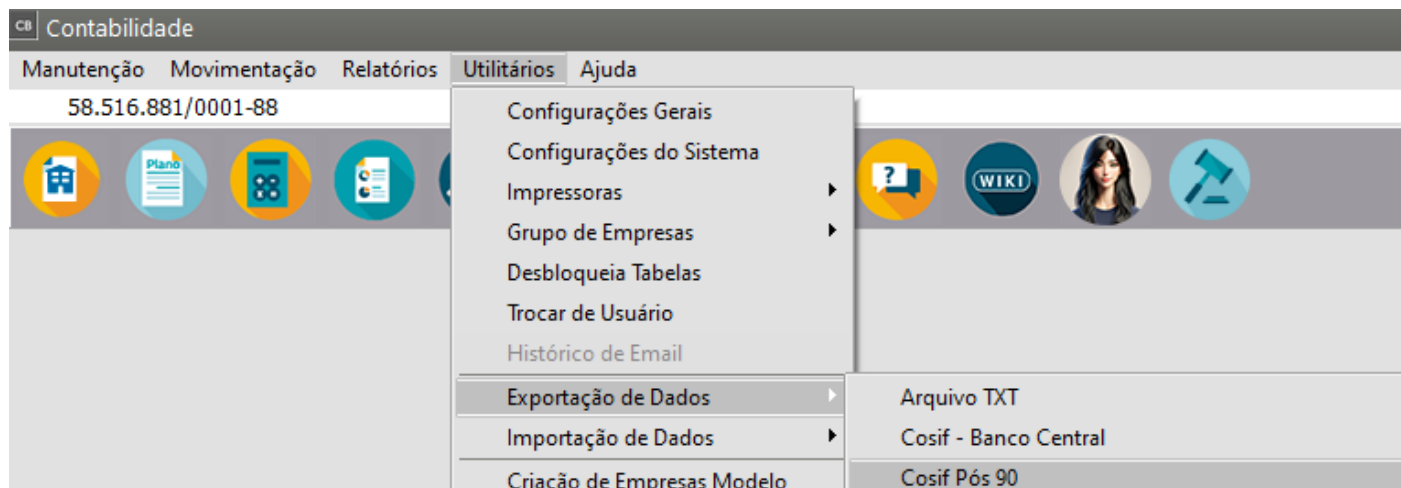 CB Contabilidade
Manutenção Movimentação Relatórios Utilitários Ajuda
58.516.881/0001-88
Plano
?
WIKI
Configurações Gerais
Configurações do Sistema
Impressoras
Grupo de Empresas
Desbloqueia Tabelas
Trocar de Usuário
Histórico de Email
Exportação de Dados
Importação de Dados
Criação de Empresas Modelo
Arquivo TXT
Cosif - Banco Central
Cosif Pós 90